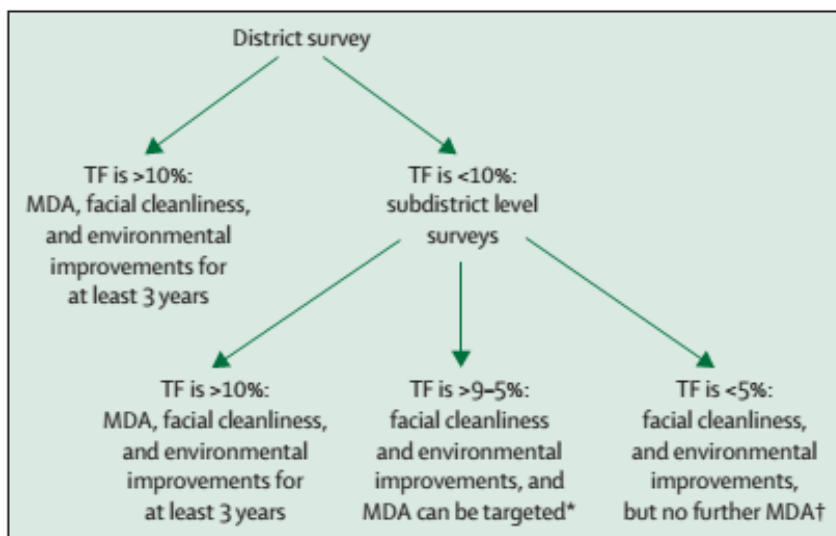 District survey
TF is >10%:
MDA, facial cleanliness,
and environmental
improvements for
at least 3 years
TF is <10%:
subdistrict level
surveys
TF is >10%:
MDA, facial cleanliness,
and environmental
improvements for
at least 3 years
TF is >9–5%:
facial cleanliness
and environmental
improvements, and
MDA can be targeted*
TF is <5%:
facial cleanliness,
and environmental
improvements,
but no further MDA†